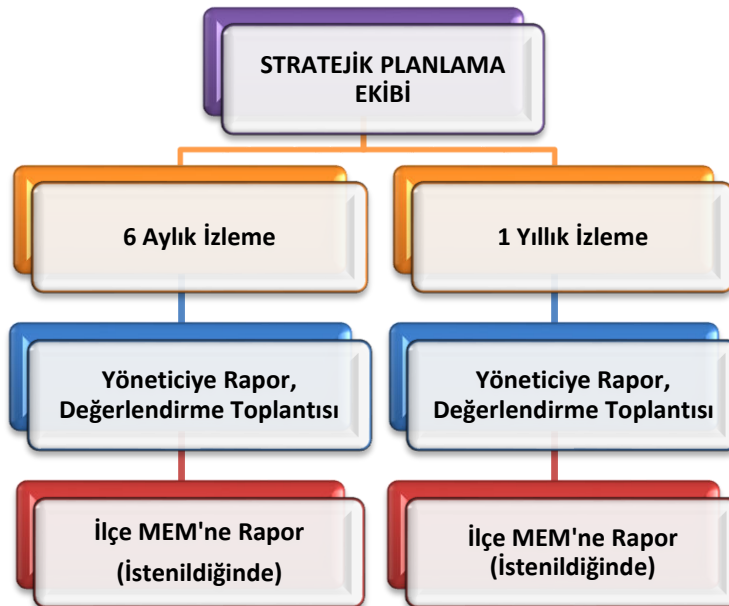 STRATEJİK PLANLAMA
EKİBİ
6 Aylık İzleme
1 Yıllık İzleme
Yöneticiye Rapor,
Değerlendirme Toplantısı
Yöneticiye Rapor,
Değerlendirme Toplantısı
İlçe MEM'ne Rapor
(İstenildiğinde)
İlçe MEM'ne Rapor
(İstenildiğinde)